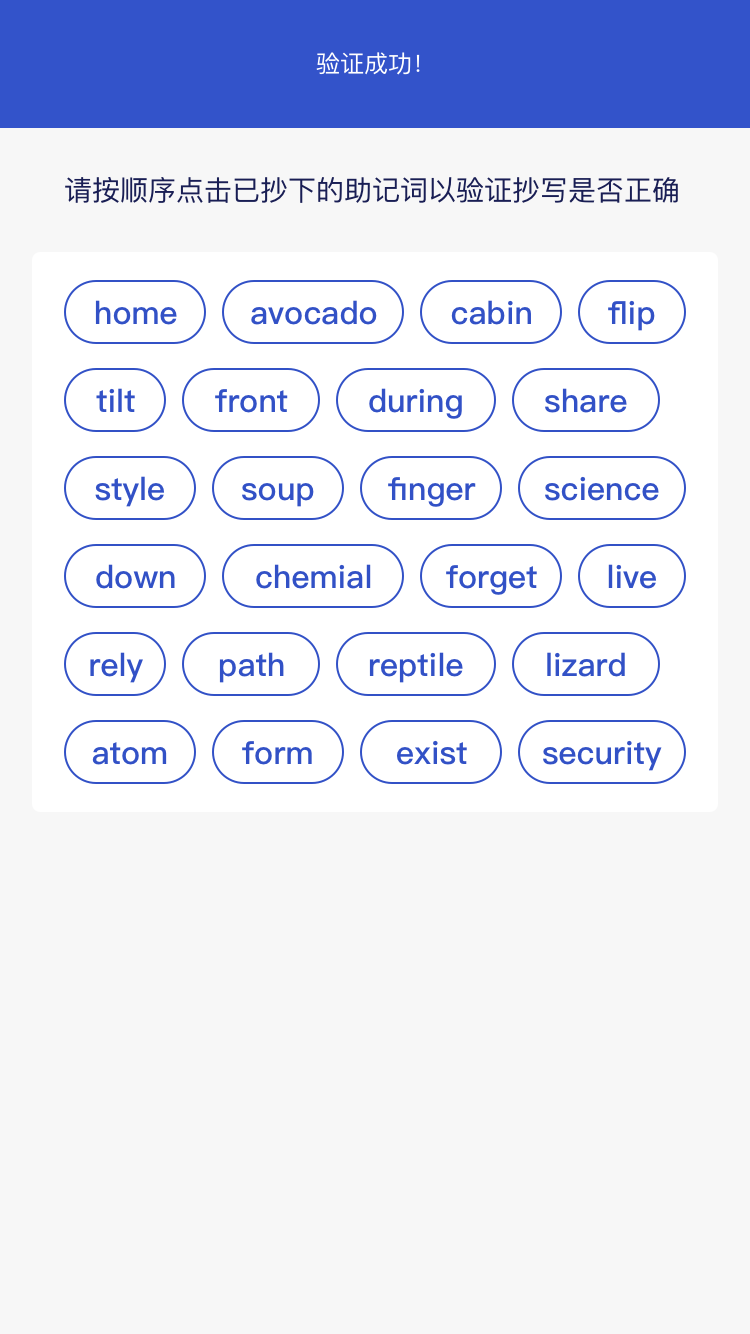 验证成功!
请按顺序点击已抄下的助记词以验证抄写是否正确
home avocado cabin flip
tilt front during share
style soup finger science
down chemial forget live
rely path reptile lizard
atom form exist security